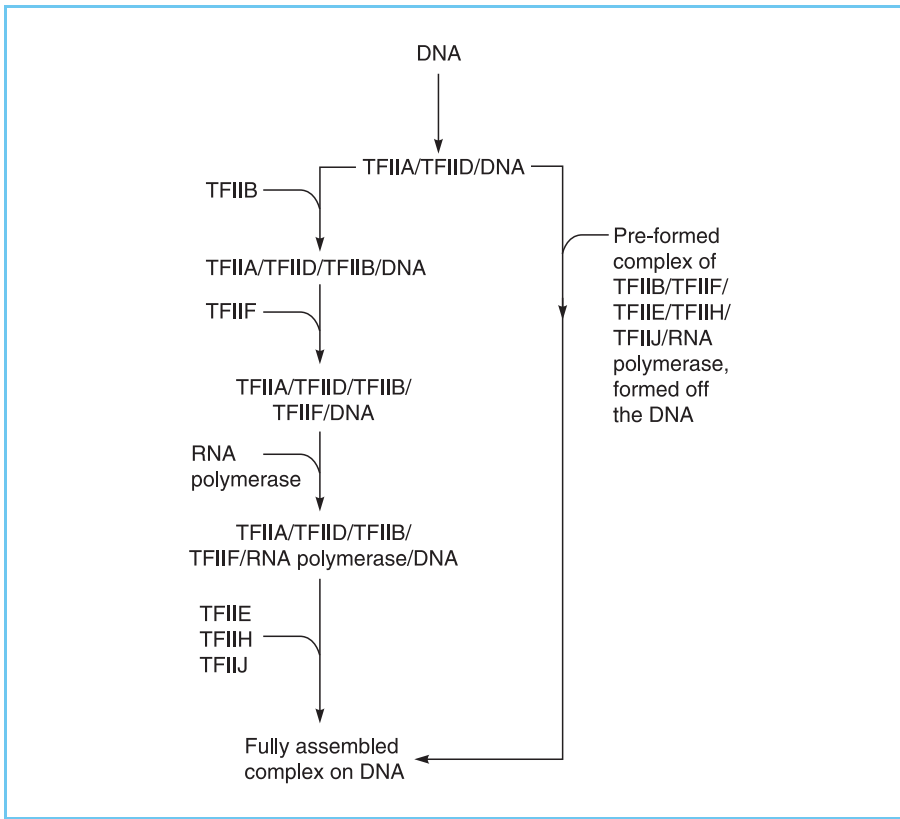 DNA
TFIIA/TFIID/DNA
TFIIB
TFIIA/TFIID/TFIIB/DNA
TFIIF
TFIIA/TFIID/TFIIB/
TFIIF/DNA
RNA
polymerase
TFIIA/TFIID/TFIIB/
TFIIF/RNA polymerase/DNA
TFIIE
TFIIH
TFIIJ
Pre-formed
complex of
TFIIB/TFIIF/
TFIIE/TFIIH/
TFIIJ/RNA
polymerase,
formed off
the DNA
Fully assembled
complex on DNA